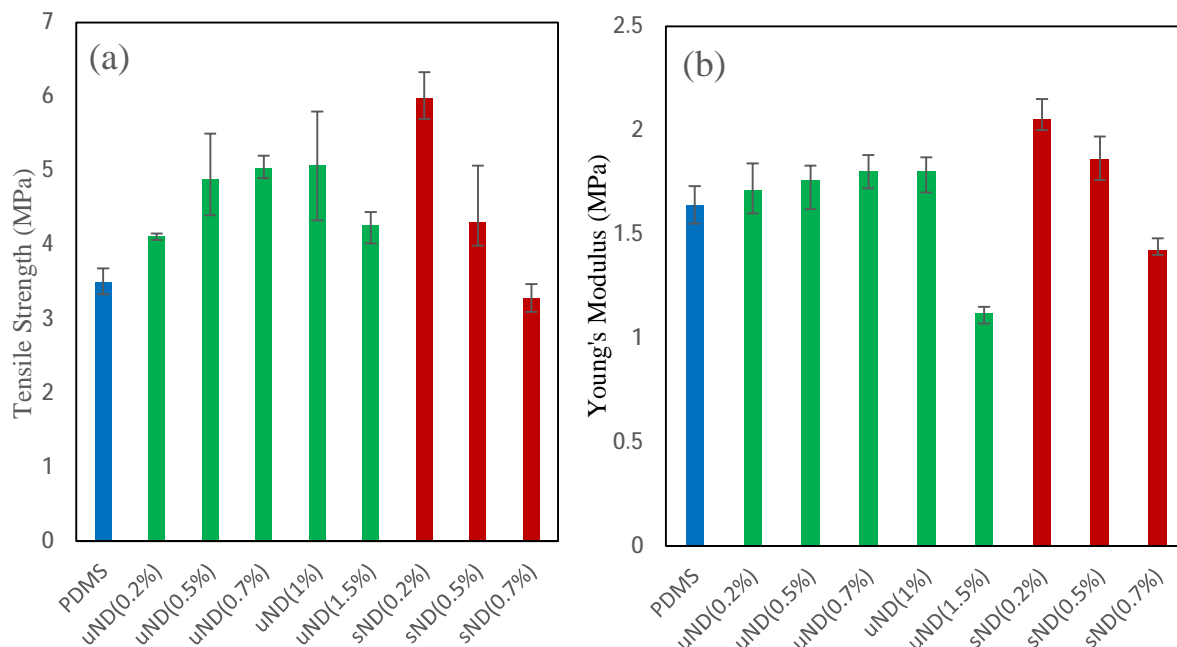 (a)
Tensile Strength (MPa)
7
6
5
4
3
2
1
0
PDMS
uND(0.2%)
uND(0.5%)
uND(0.7%)
uND(1%)
uND(1.5%)
sND(0.2%)
sND(0.5%)
sND(0.7%)
(b)
Young's Modulus (MPa)
2.5
2
1.5
1
0.5
0
PDMS
uND(0.2%)
uND(0.5%)
uND(0.7%)
uND(1%)
uND(1.5%)
sND(0.2%)
sND(0.5%)
sND(0.7%)